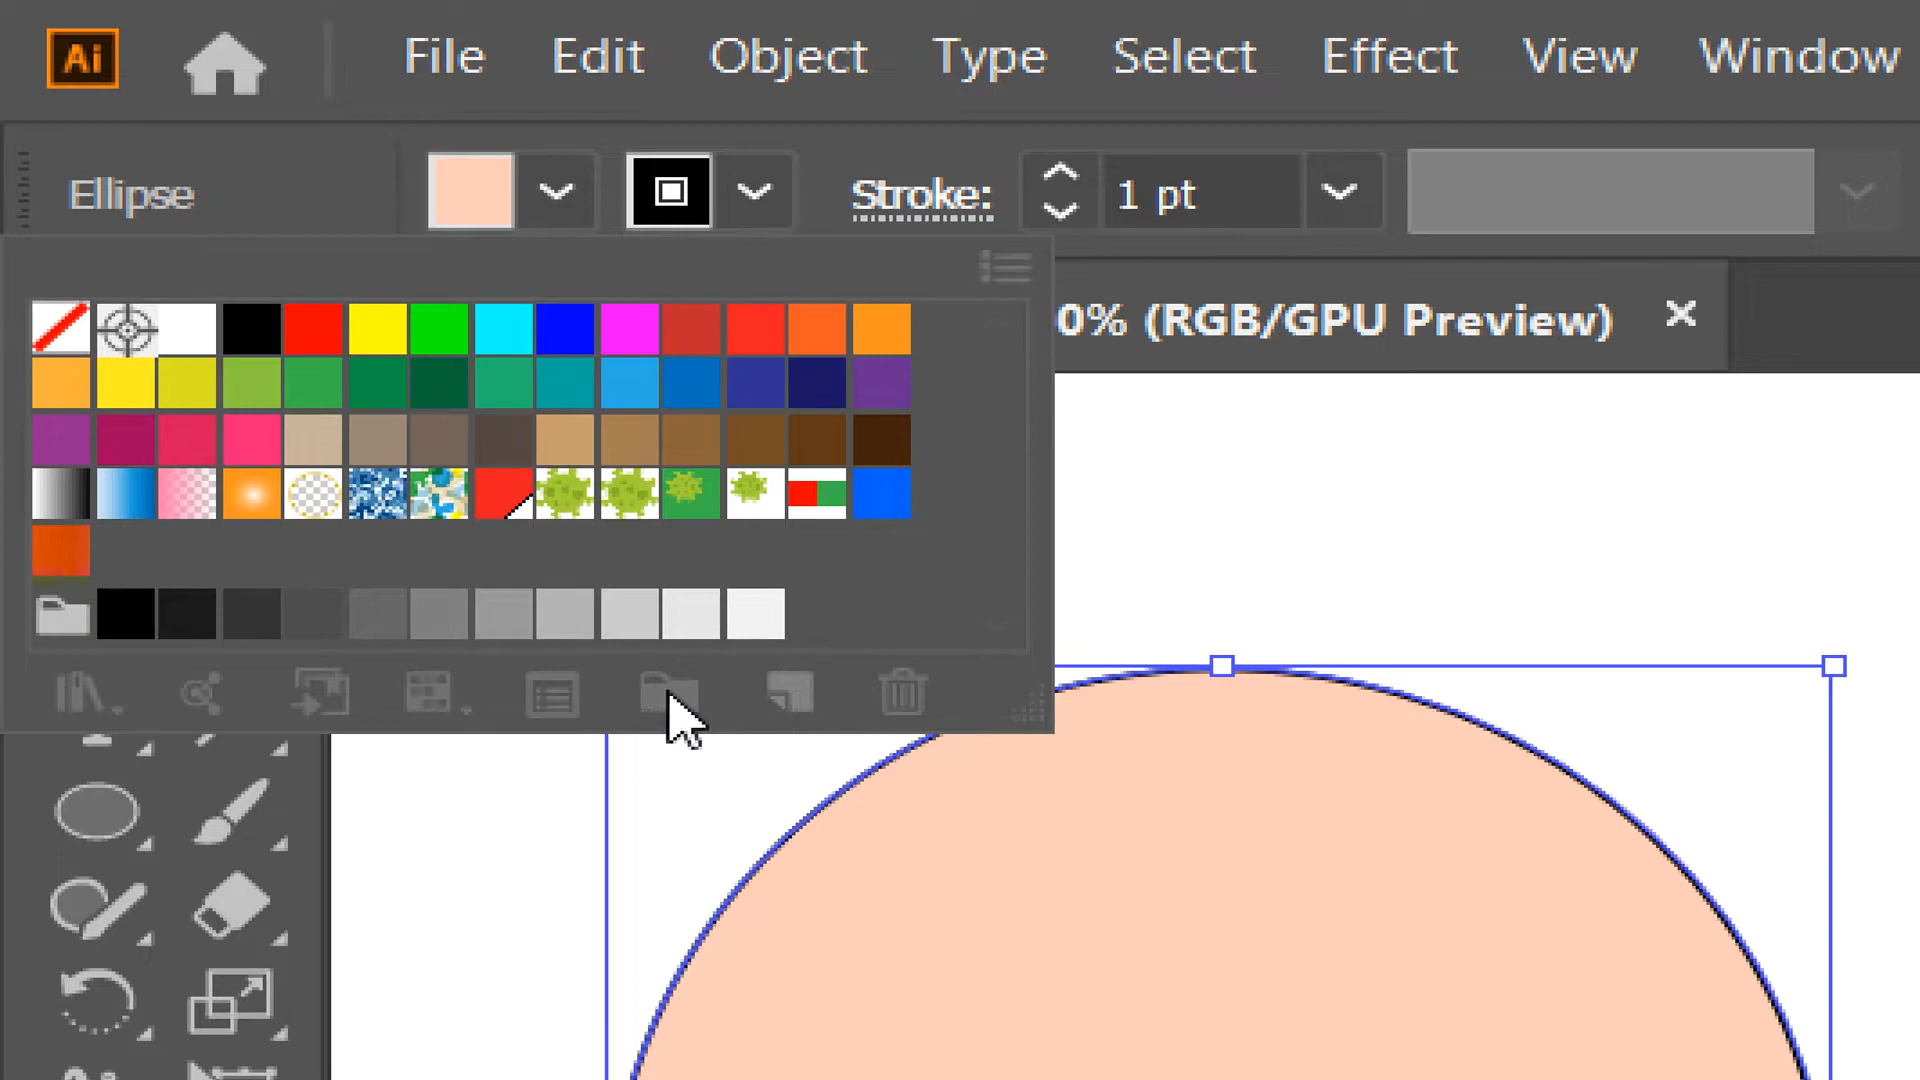 Ai File Edit Object Type Select Effect View Window
Ellipse Stroke: 1 pt
0% (RGB/GPU Preview) ×